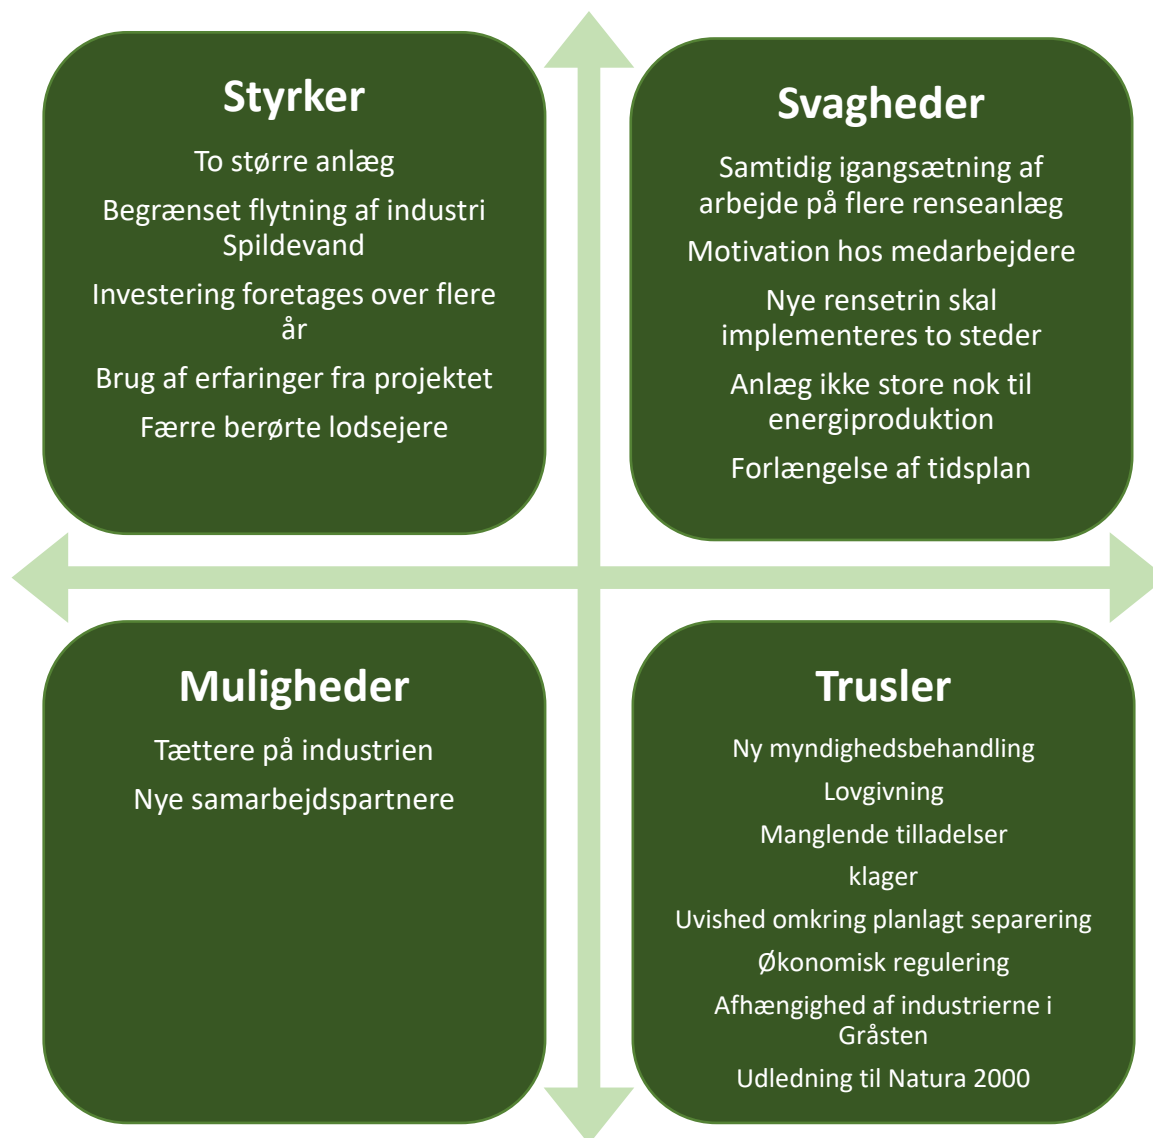 Styrker
To større anlæg
Begrænset flytning af industri
Spildevand
Investering foretages over flere
år
Brug af erfaringer fra projektet
Færre berørte lodsejere
Svagheder
Samtidig igangsætning af
arbejde på flere renseanlæg
Motivation hos medarbejdere
Nye rensetrin skal
implementeres to steder
Anlæg ikke store nok til
energiproduktion
Forlængelse af tidsplan
Muligheder
Tættere på industrien
Nye samarbejdspartnere
Trusler
Ny myndighedsbehandling
Lovgivning
Manglende tilladelser
klager
Uvished omkring planlagt separering
Økonomisk regulering
Afhængighed af industrierne i
Gråsten
Udledning til Natura 2000